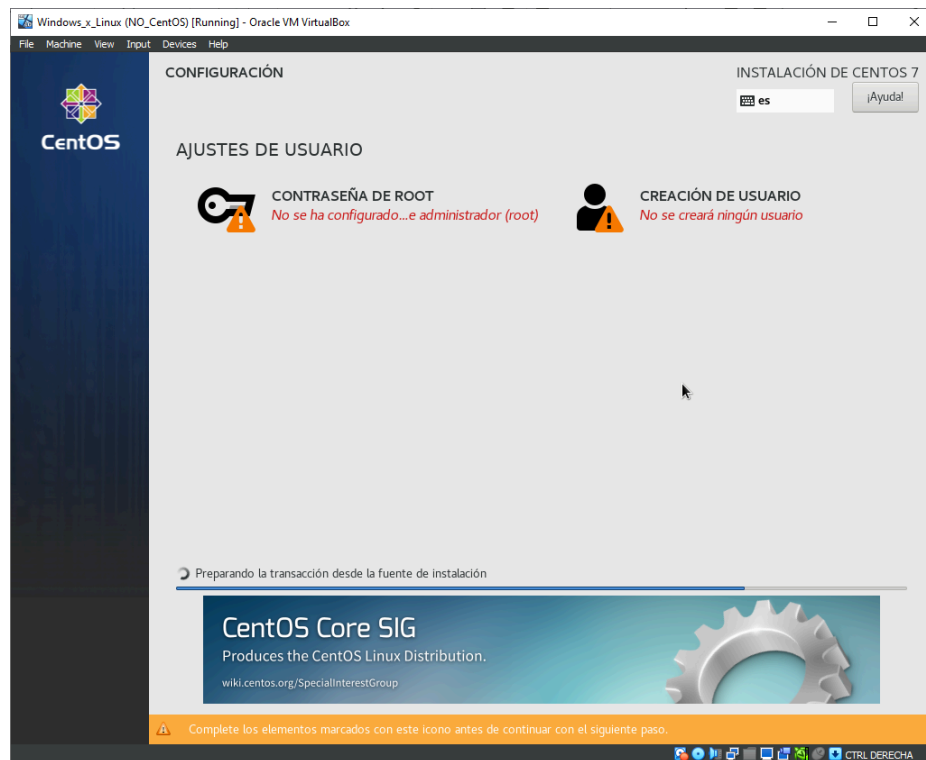 Windows_x_Linux (NO_CentOS) [Running] - Oracle VM VirtualBox
File Machine View Input Devices Help
CONFIGURACIÓN
INSTALACIÓN DE CENTOS 7
es
¡Ayuda!
CentOS
AJUSTES DE USUARIO
CONTRASEÑA DE ROOT
No se ha configurado...e administrador (root)
CREACIÓN DE USUARIO
No se creará ningún usuario
Preparando la transacción desde la fuente de instalación
CentOS Core SIG
Produces the CentOS Linux Distribution.
wiki.centos.org/SpecialInterestGroup
Complete los elementos marcados con este icono antes de continuar con el siguiente paso.
CTRL DERECHA